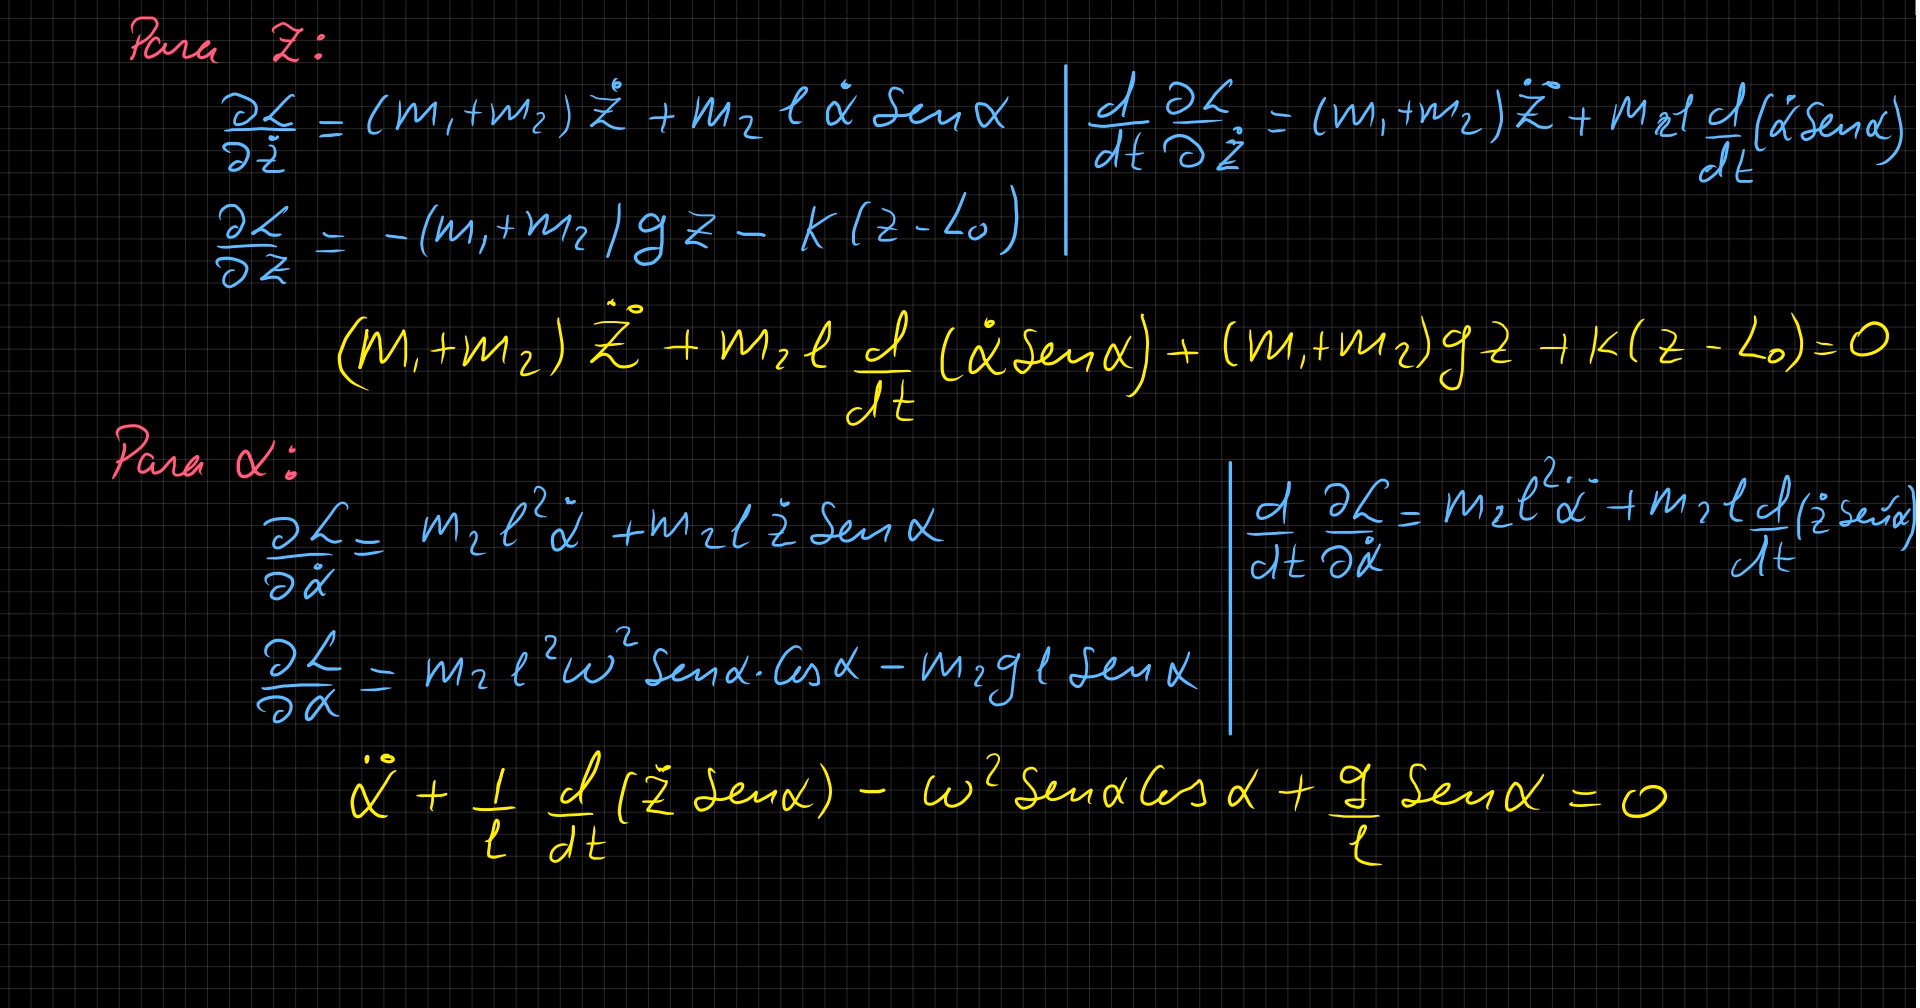 Para z:
∂L/∂ż = (m₁+m₂) ż + m₂ l α̇ Sen α | d/dt ∂L/∂ż = (m₁+m₂) z̈ + m₂l d/dt (α̇ Sen α)
∂L/∂z = -(m₁+m₂) g z - K (z - L₀)
(m₁+m₂) z̈ + m₂ l d/dt (α̇ Sen α) + (m₁+m₂) g z + K (z - L₀) = 0
Para α:
∂L/∂α̇ = m₂ l² α̇ + m₂ l ż Sen α | d/dt ∂L/∂α̇ = m₂ l² α̈ + m₂ l d/dt (ż Sen α)
∂L/∂α = m₂ l² ω² Sen α · Cos α - m₂ g l Sen α
α̈ + 1/l d/dt (ż Sen α) - ω² Sen α Cos α + g/l Sen α = 0